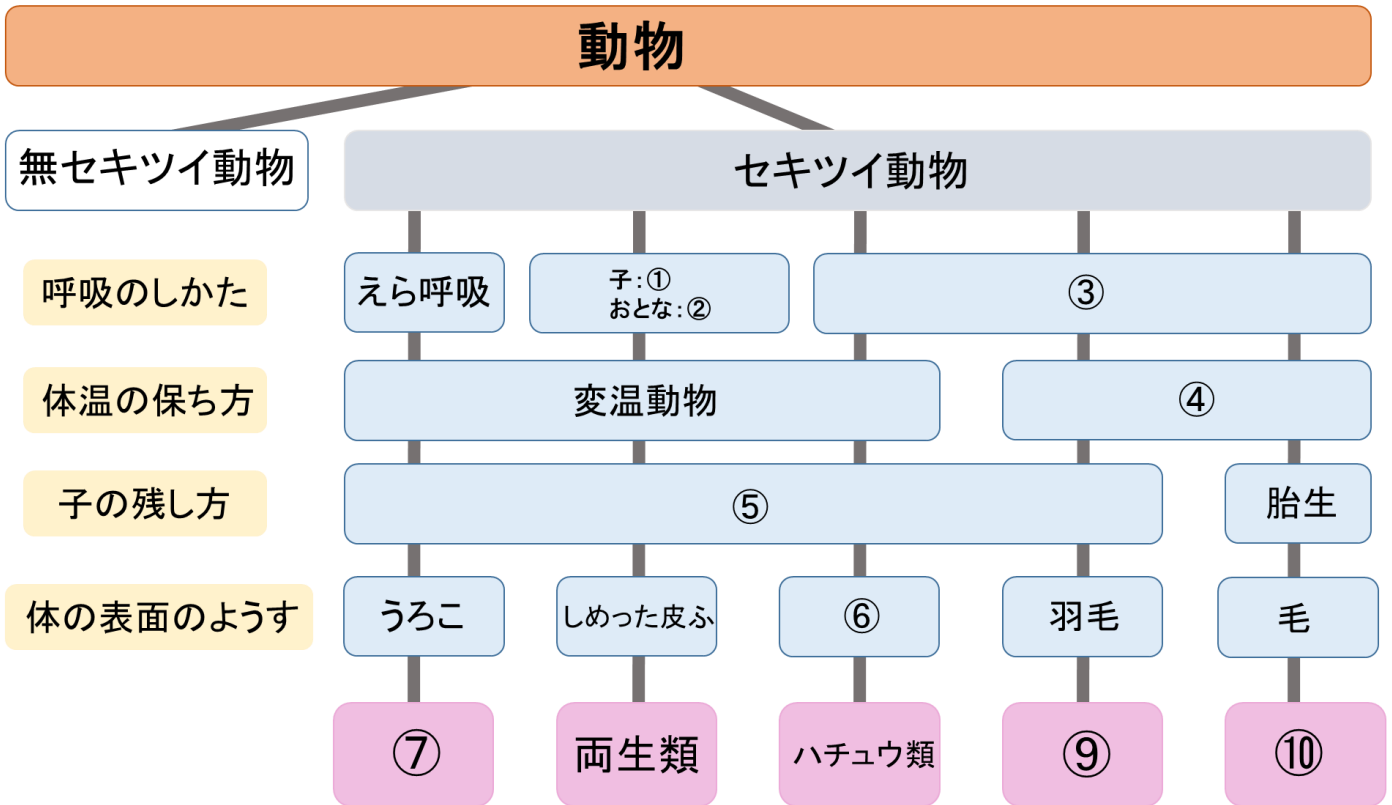 動物
無セキツイ動物
セキツイ動物
呼吸のしかた
えら呼吸
子:①
おとな:②
③
体温の保ち方
変温動物
④
子の残し方
⑤
胎生
体の表面のようす
うろこ
しめった皮ふ
⑥
羽毛
毛
⑦
両生類
ハチュウ類
⑨
⑩